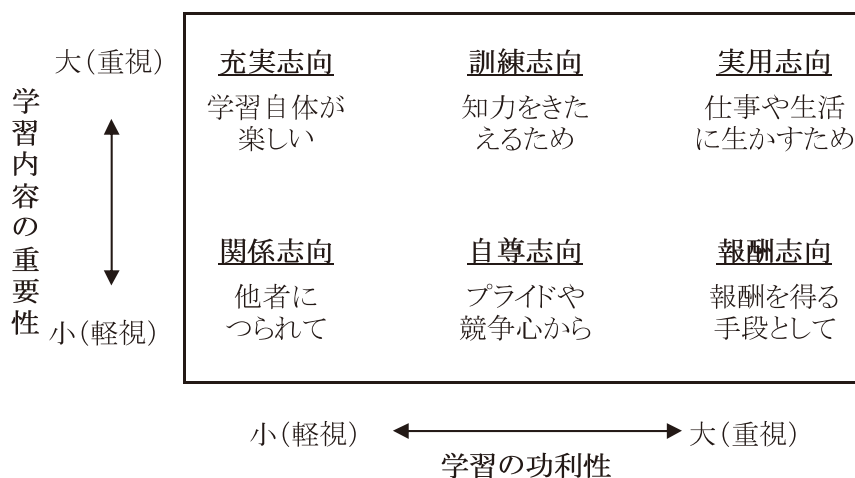 大（重視）
学習内容の重要性
小（軽視）
充実志向
学習自体が
楽しい
訓練志向
知力をきた
えるため
実用志向
仕事や生活
に生かすため
関係志向
他者に
つられて
自尊志向
プライドや
競争心から
報酬志向
報酬を得る
手段として
小（軽視）
大（重視）
学習の功利性